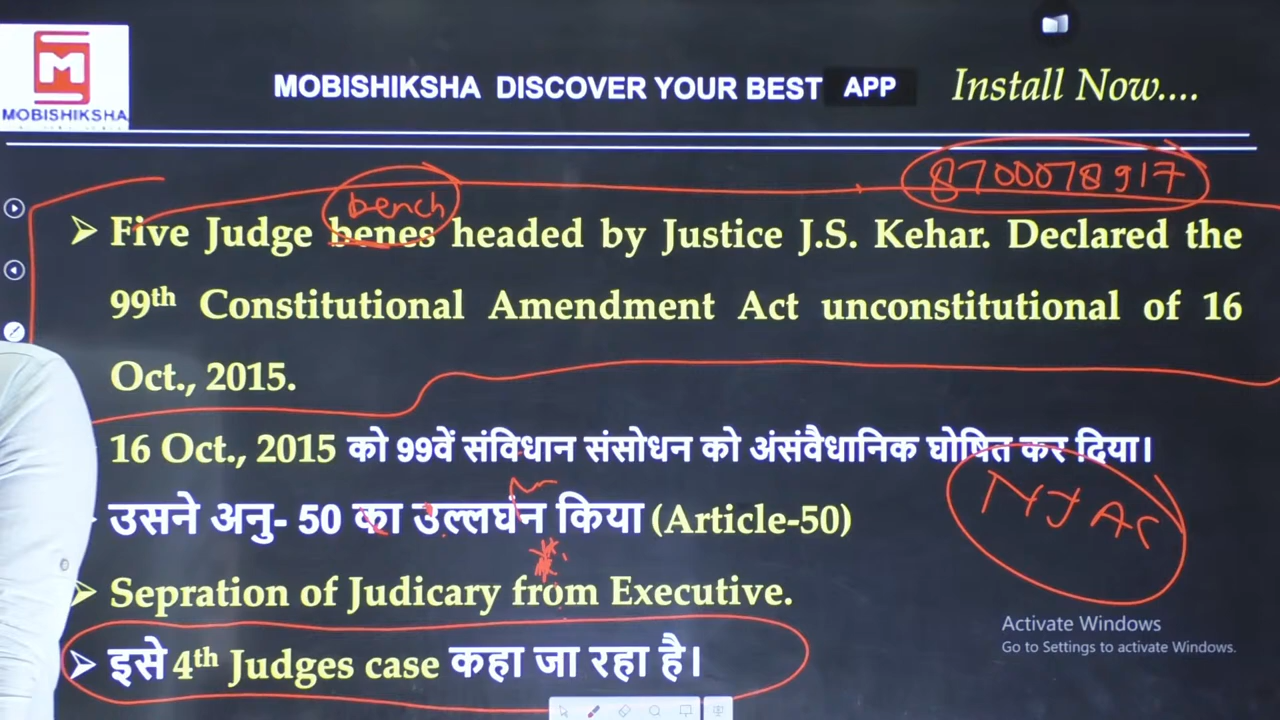 M
MOBISHIKSHA
MOBISHIKSHA DISCOVER YOUR BEST APP Install Now....
8700078917
bench
➤ Five Judge benes headed by Justice J.S. Kehar. Declared the
99th Constitutional Amendment Act unconstitutional of 16
Oct., 2015.
16 Oct., 2015 को 99वें संविधान संसोधन को अंसंवैधानिक घोषित कर दिया।
NJAC
उसने अनु- 50 का उल्लघंन किया (Article-50)
➤ Sepration of Judicary from Executive.
Activate Windows
Go to Settings to activate Windows.
➤ इसे 4th Judges case कहा जा रहा है।